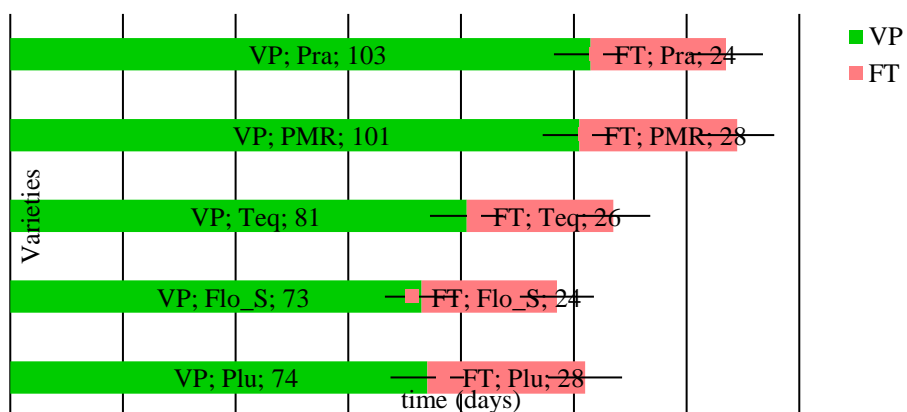 VP; Pra; 103
FT; Pra; 24
VP
FT
VP; PMR; 101
FT; PMR; 28
Varieties
VP; Teq; 81
FT; Teq; 26
VP; Flo_S; 73
FT; Flo_S; 24
VP; Plu; 74
FT; Plu; 28
time (days)